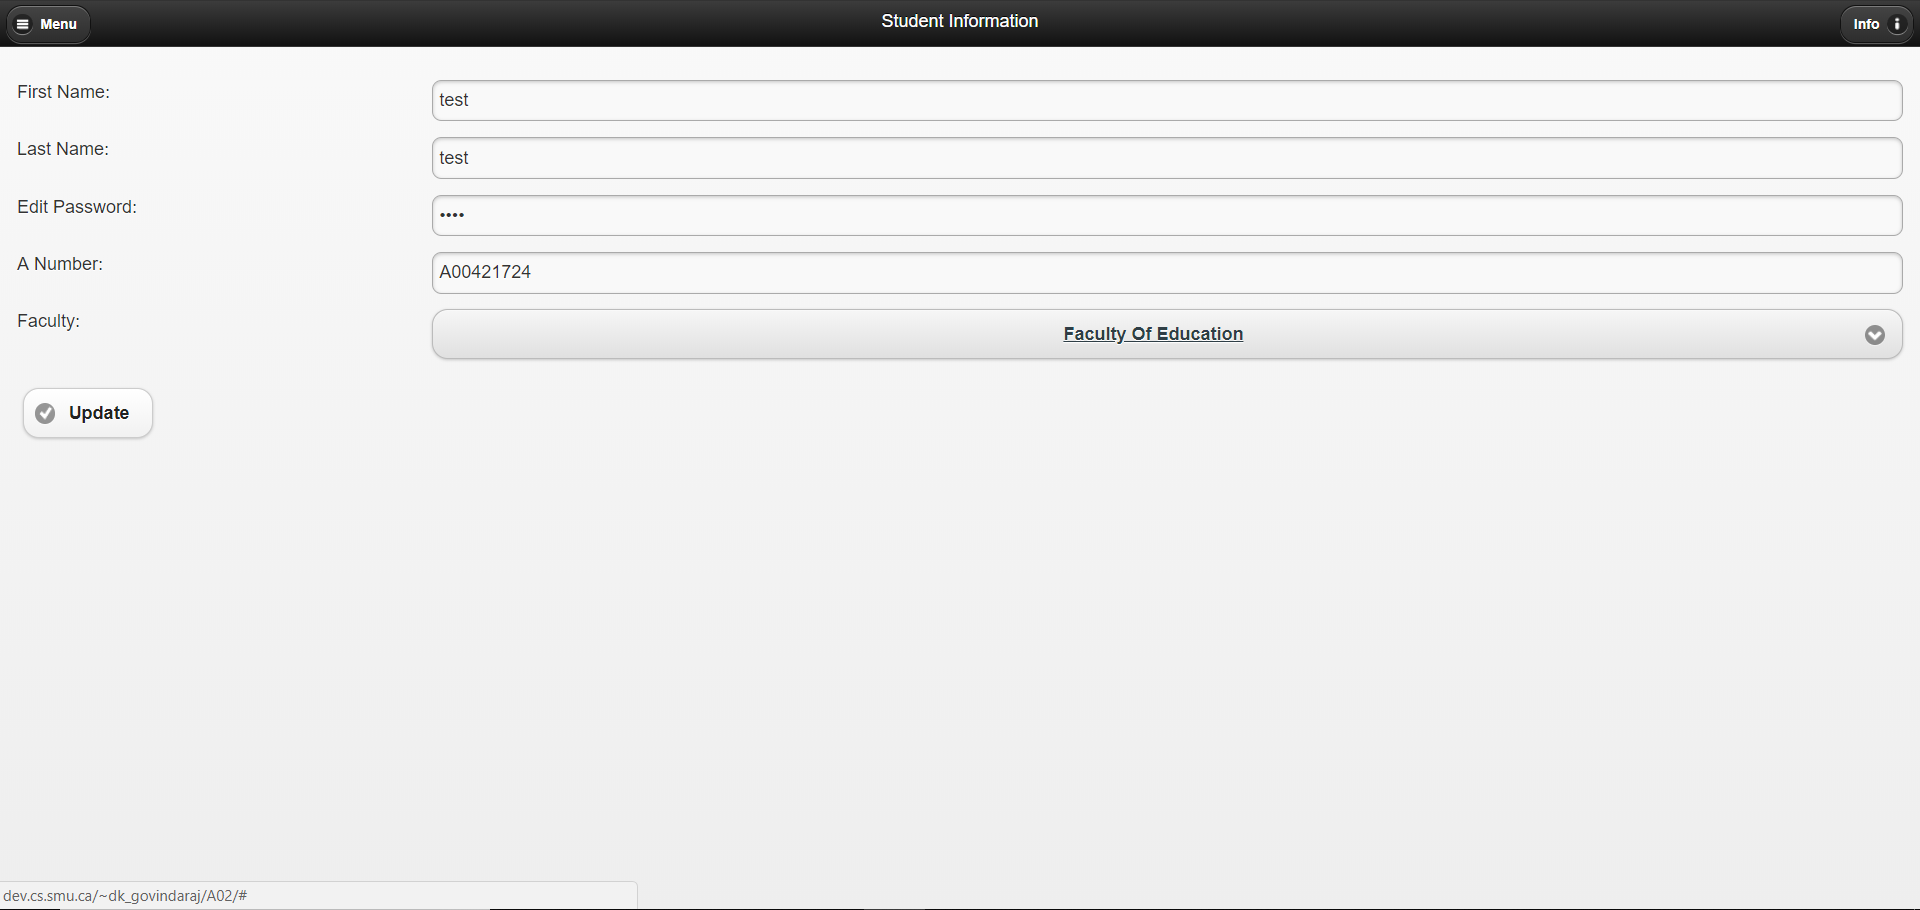 Menu
Student Information
Info
First Name:
test
Last Name:
test
Edit Password:
••••
A Number:
A00421724
Faculty:
Faculty Of Education
Update
dev.cs.smu.ca/~dk_govindaraj/A02/#